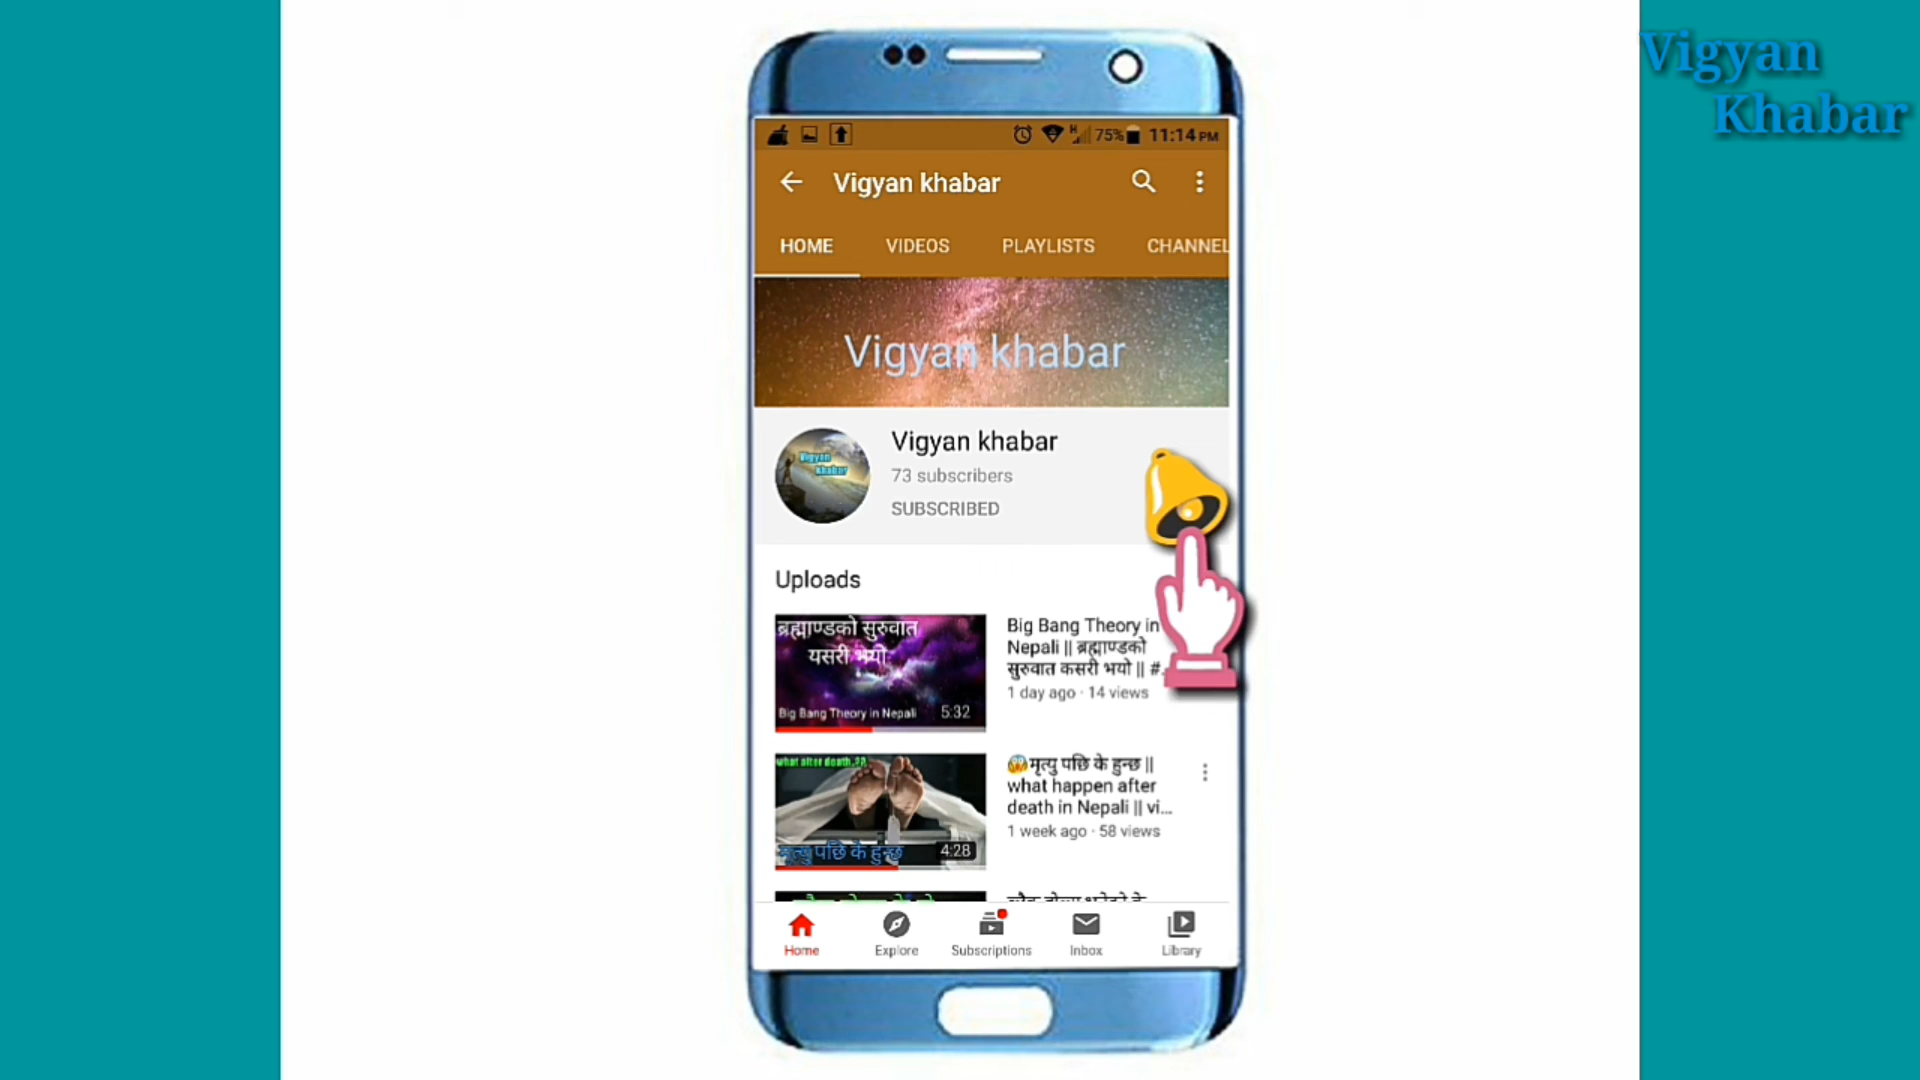 Vigyan
Khabar
75% 11:14 PM
Vigyan khabar
HOME VIDEOS PLAYLISTS CHANNEL
Vigyan khabar
Vigyan
khabar
Vigyan khabar
73 subscribers
SUBSCRIBED
Uploads
ब्रह्माण्डको सुरुवात
यसरी भयो
Big Bang Theory in Nepali 5:32
Big Bang Theory in
Nepali || ब्रह्माण्डको
सुरुवात कसरी भयो || #.
1 day ago · 14 views
what after death.??
मृत्यु पछि के हुन्छ 4:28
😱मृत्यु पछि के हुन्छ ||
what happen after
death in Nepali || vi...
1 week ago · 58 views
Home Explore Subscriptions Inbox Library